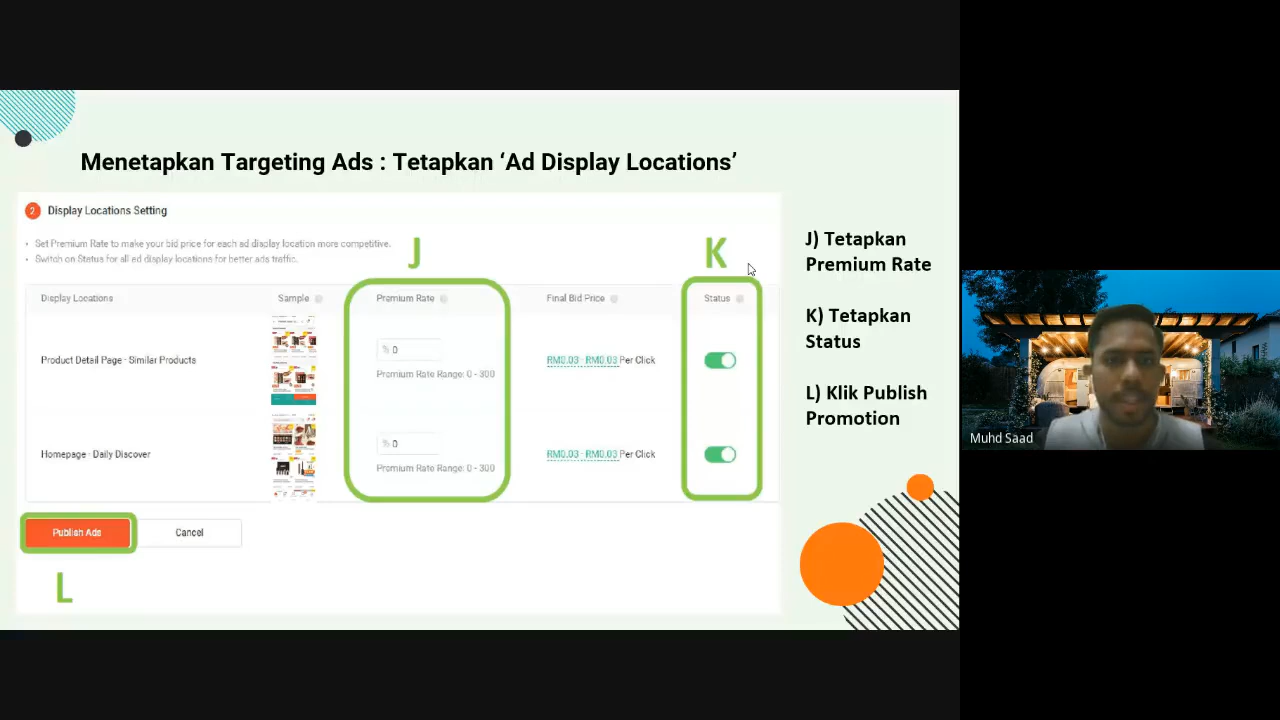 Menetapkan Targeting Ads : Tetapkan ‘Ad Display Locations’
2 Display Locations Setting
• Set Premium Rate to make your bid price for each ad display location more competitive.
• Switch on Status for all ad display locations for better ads traffic.
J
K
Display Locations Sample Premium Rate Final Bid Price Status
Product Detail Page - Similar Products % 0 RM0.03 - RM0.03 Per Click
Premium Rate Range: 0 - 300
Homepage - Daily Discover % 0 RM0.03 - RM0.03 Per Click
Premium Rate Range: 0 - 300
Publish Ads Cancel
L
J) Tetapkan
Premium Rate
K) Tetapkan
Status
L) Klik Publish
Promotion
Muhd Saad